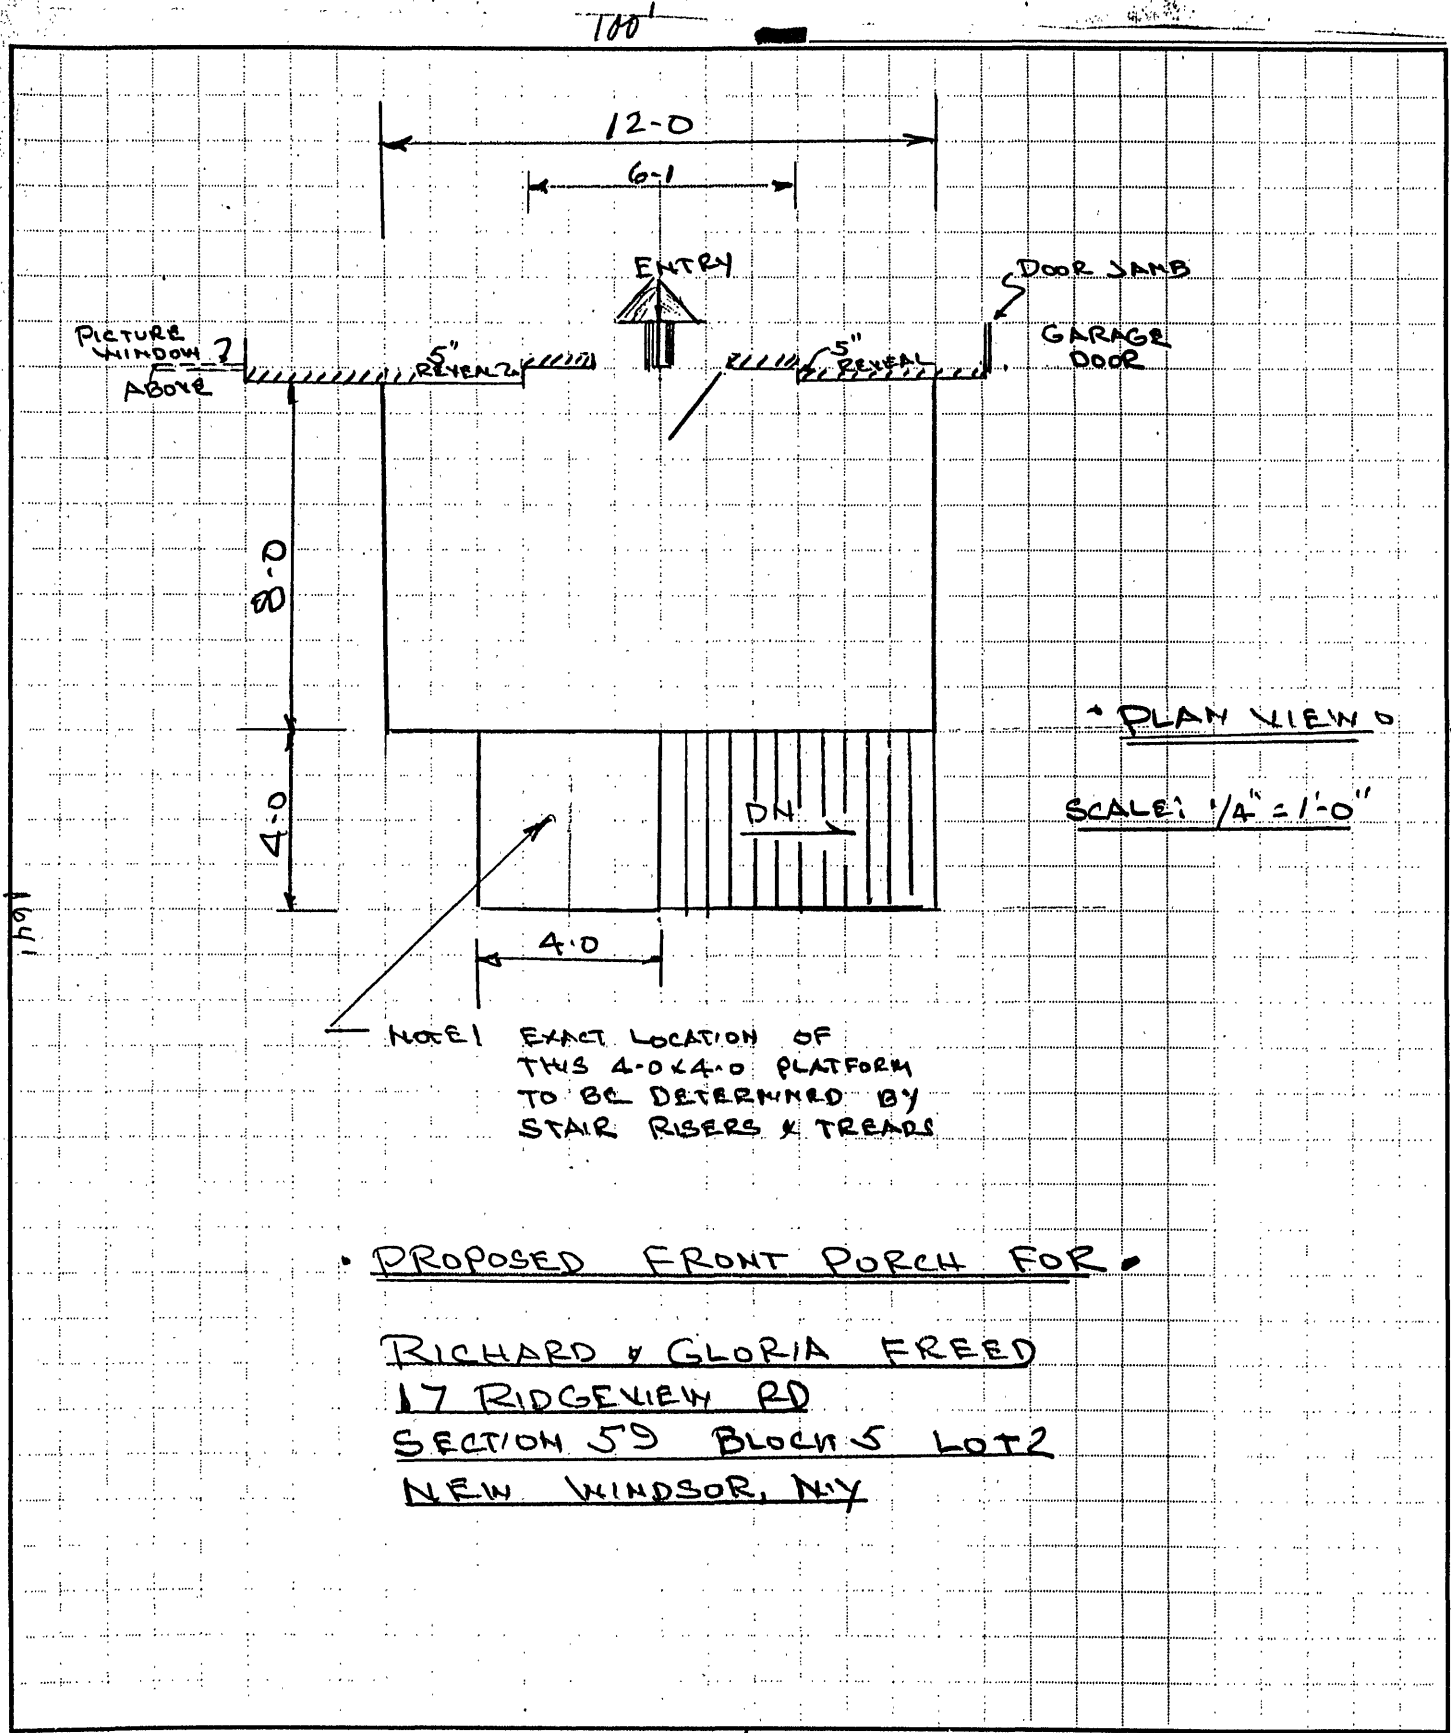 100'
12-0
6-1
ENTRY
DOOR JAMB
PICTURE
WINDOW
ABOVE
5"
REVEAL
5"
REVEAL
GARAGE
DOOR
8-0
• PLAN VIEW •
4-0
DN
SCALE: 1/4" = 1'-0"
4-0
NOTE! EXACT LOCATION OF
THIS 4-0 x 4-0 PLATFORM
TO BE DETERMINED BY
STAIR RISERS & TREADS
• PROPOSED FRONT PORCH FOR •
RICHARD & GLORIA FREED
17 RIDGEVIEW RD
SECTION 59 BLOCK 5 LOT 2
NEW WINDSOR, N.Y